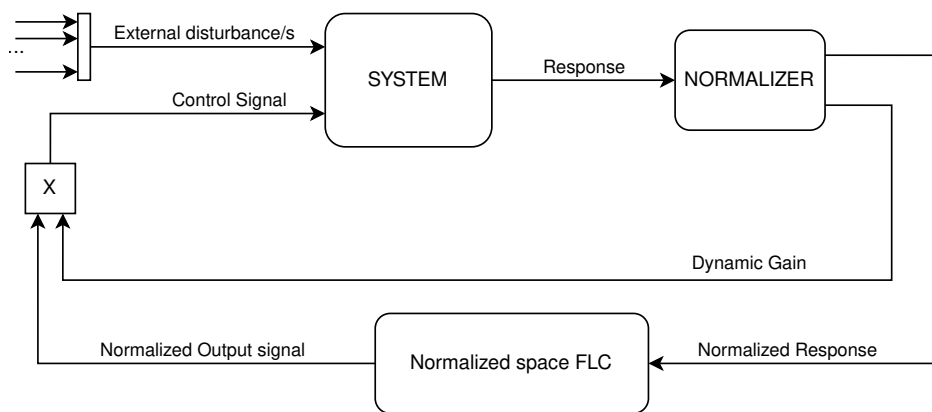 ...
External disturbance/s
SYSTEM
Response
NORMALIZER
Control Signal
X
Dynamic Gain
Normalized Output signal
Normalized space FLC
Normalized Response